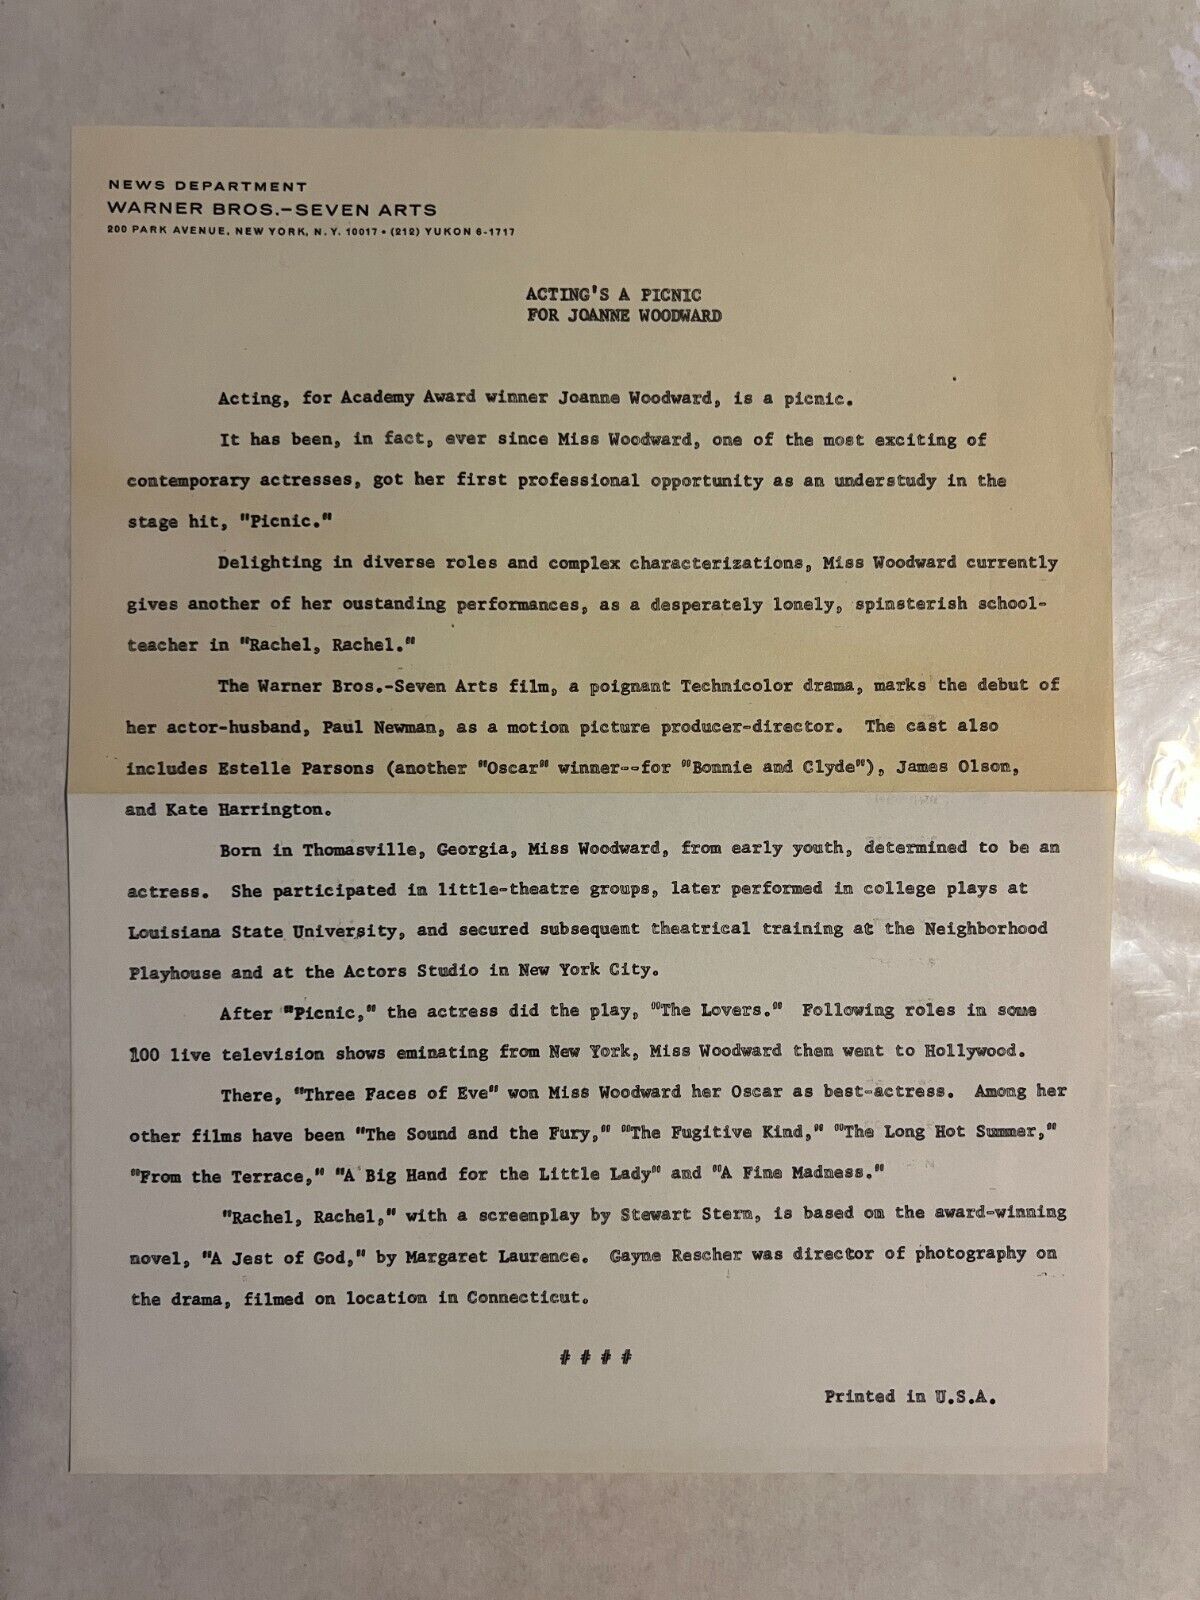 NEWS DEPARTMENT
WARNER BROS.–SEVEN ARTS
200 PARK AVENUE, NEW YORK, N.Y. 10017 • (212) YUKON 6-1717
ACTING'S A PICNIC
FOR JOANNE WOODWARD
Acting, for Academy Award winner Joanne Woodward, is a picnic.
It has been, in fact, ever since Miss Woodward, one of the most exciting of
contemporary actresses, got her first professional opportunity as an understudy in the
stage hit, "Picnic."
Delighting in diverse roles and complex characterizations, Miss Woodward currently
gives another of her oustanding performances, as a desperately lonely, spinsterish school-
teacher in "Rachel, Rachel."
The Warner Bros.-Seven Arts film, a poignant Technicolor drama, marks the debut of
her actor-husband, Paul Newman, as a motion picture producer-director. The cast also
includes Estelle Parsons (another "Oscar" winner--for "Bonnie and Clyde"), James Olson,
and Kate Harrington.
Born in Thomasville, Georgia, Miss Woodward, from early youth, determined to be an
actress. She participated in little-theatre groups, later performed in college plays at
Louisiana State University, and secured subsequent theatrical training at the Neighborhood
Playhouse and at the Actors Studio in New York City.
After "Picnic," the actress did the play, "The Lovers." Following roles in some
100 live television shows eminating from New York, Miss Woodward then went to Hollywood.
There, "Three Faces of Eve" won Miss Woodward her Oscar as best-actress. Among her
other films have been "The Sound and the Fury," "The Fugitive Kind," "The Long Hot Summer,"
"From the Terrace," "A Big Hand for the Little Lady" and "A Fine Madness."
"Rachel, Rachel," with a screenplay by Stewart Stern, is based on the award-winning
novel, "A Jest of God," by Margaret Laurence. Gayne Rescher was director of photography on
the drama, filmed on location in Connecticut.
# # # #
Printed in U.S.A.